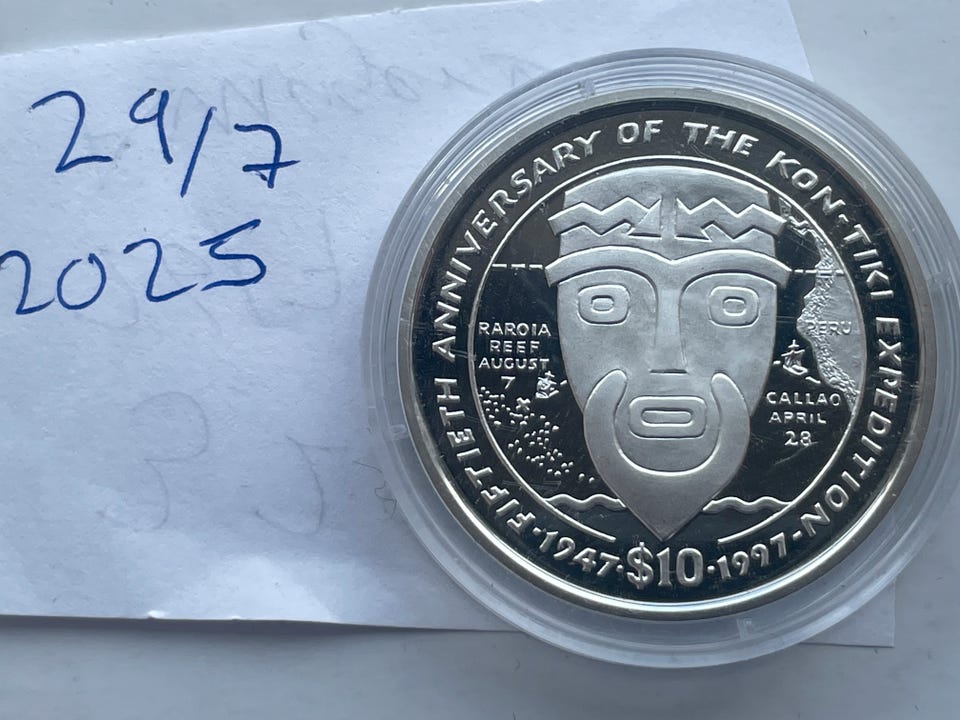 29/7
2025
FIFTIETH ANNIVERSARY OF THE KON-TIKI EXPEDITION
·1947·$10·1997·
RAROIA
REEF
AUGUST
7
PERU
CALLAO
APRIL
28